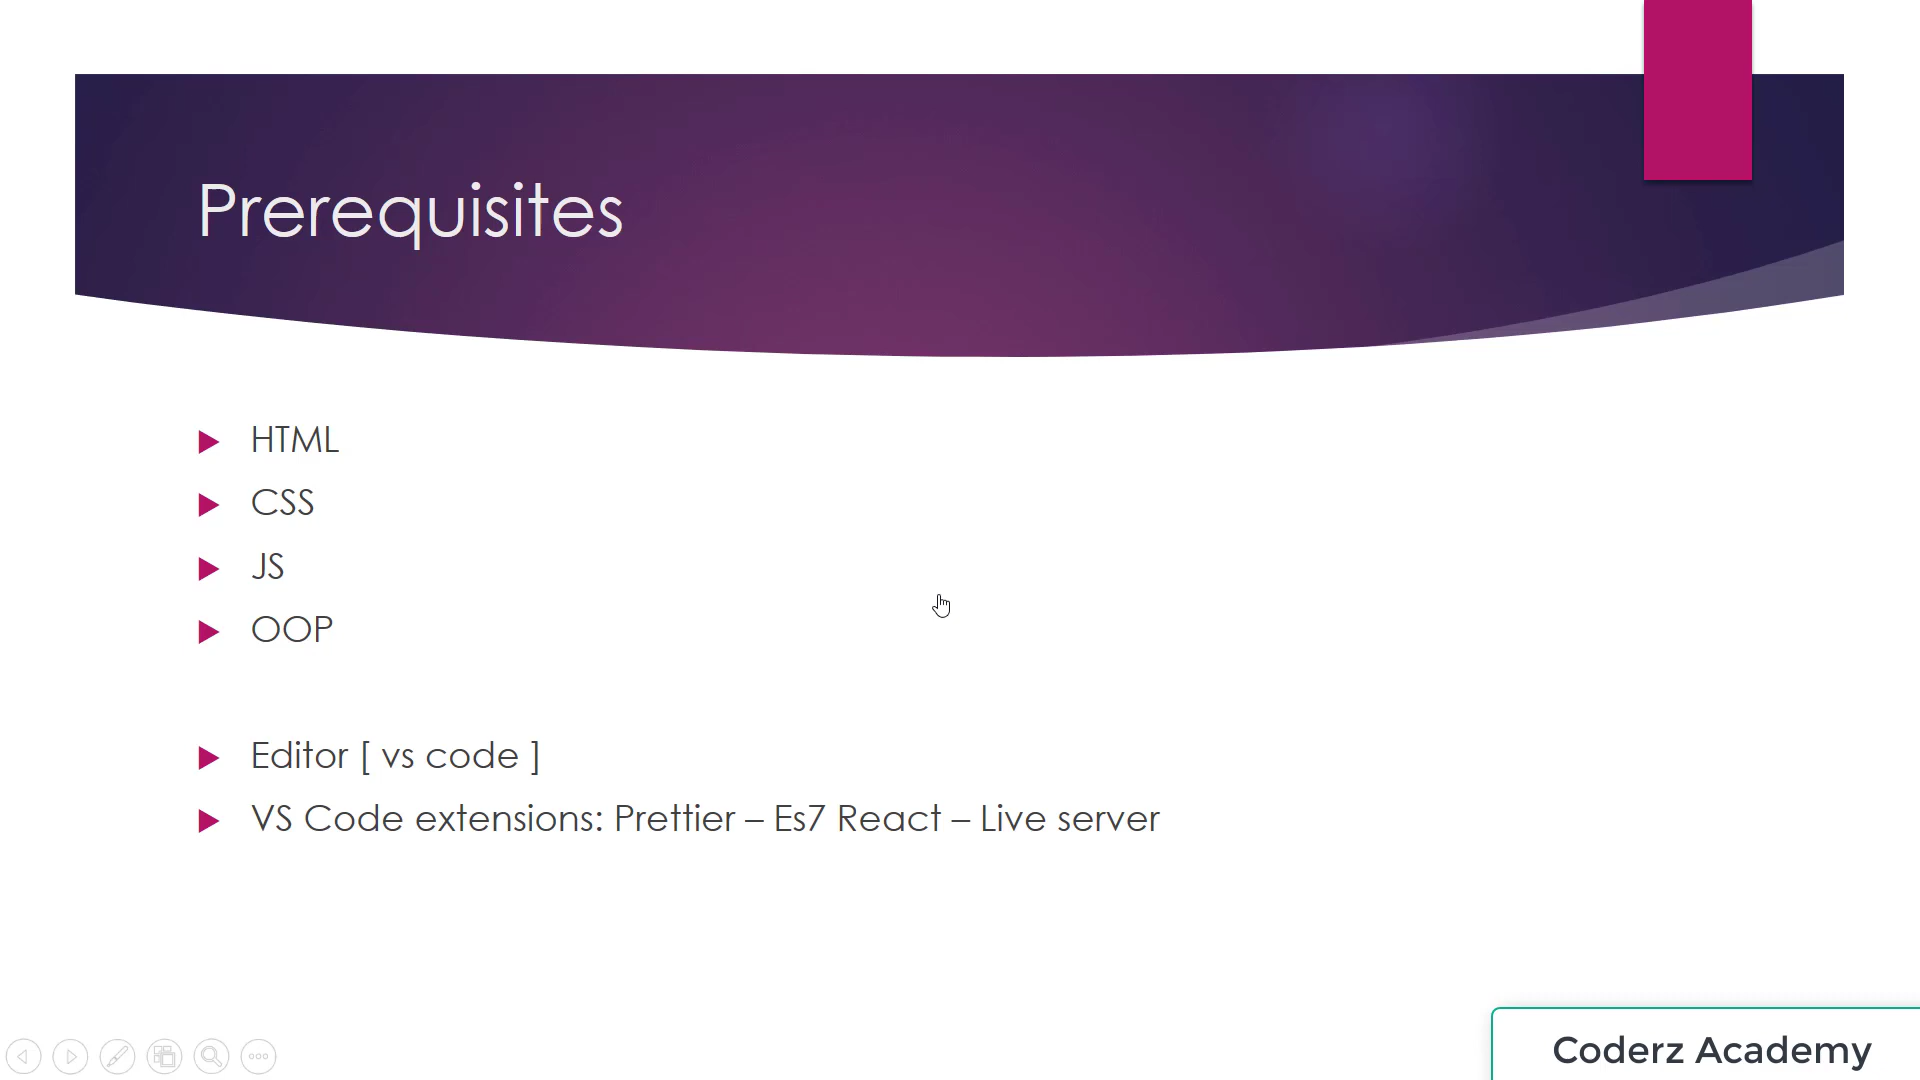 Prerequisites
HTML
CSS
JS
OOP
Editor [ vs code ]
VS Code extensions: Prettier – Es7 React – Live server
Coderz Academy